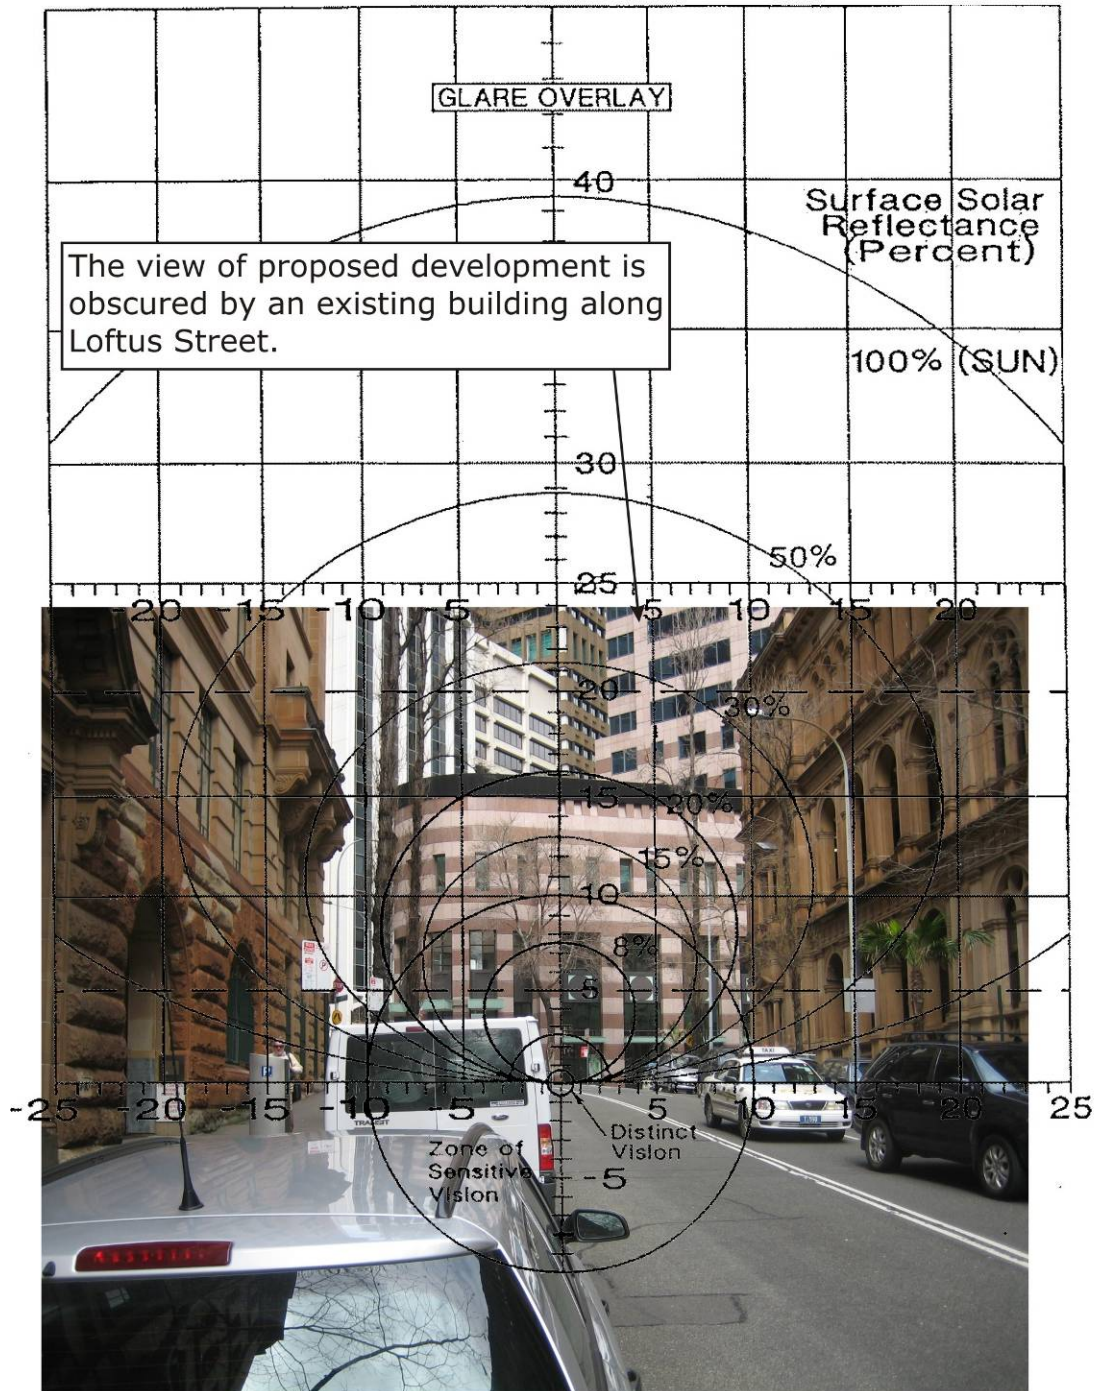 GLARE OVERLAY
40
Surface Solar
Reflectance
(Percent)
The view of proposed development is
obscured by an existing building along
Loftus Street.
100% (SUN)
30
50%
25
-20 -15 -10 -5 5 10 15 20
20
30%
15
20%
15%
10
8%
5
-25 -20 -15 -10 -5 5 10 15 20 25
TAXI
TRANSIT
P
Distinct
Vision
Zone of
Sensitive
Vision
-5